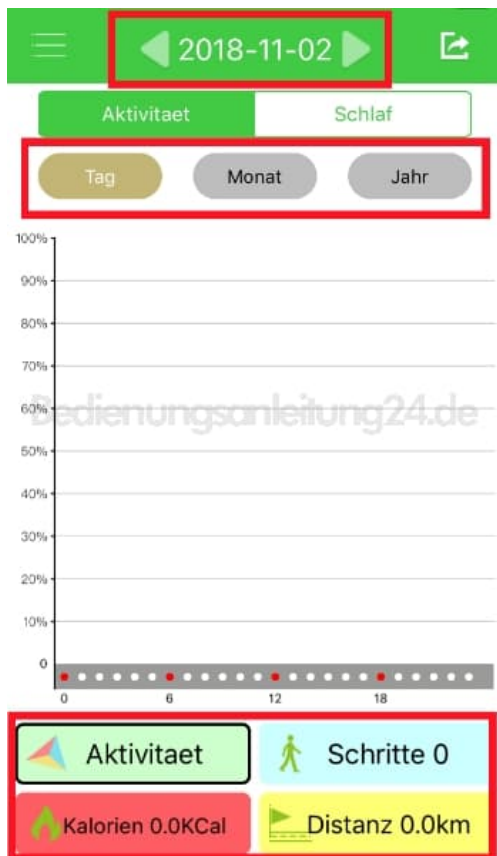 2018-11-02
Aktivitaet Schlaf
Tag Monat Jahr
100%
90%
80%
70%
60%
Bedienungsanleitung24.de
50%
40%
30%
20%
10%
0
0 6 12 18
Aktivitaet Schritte 0
Kalorien 0.0KCal Distanz 0.0km